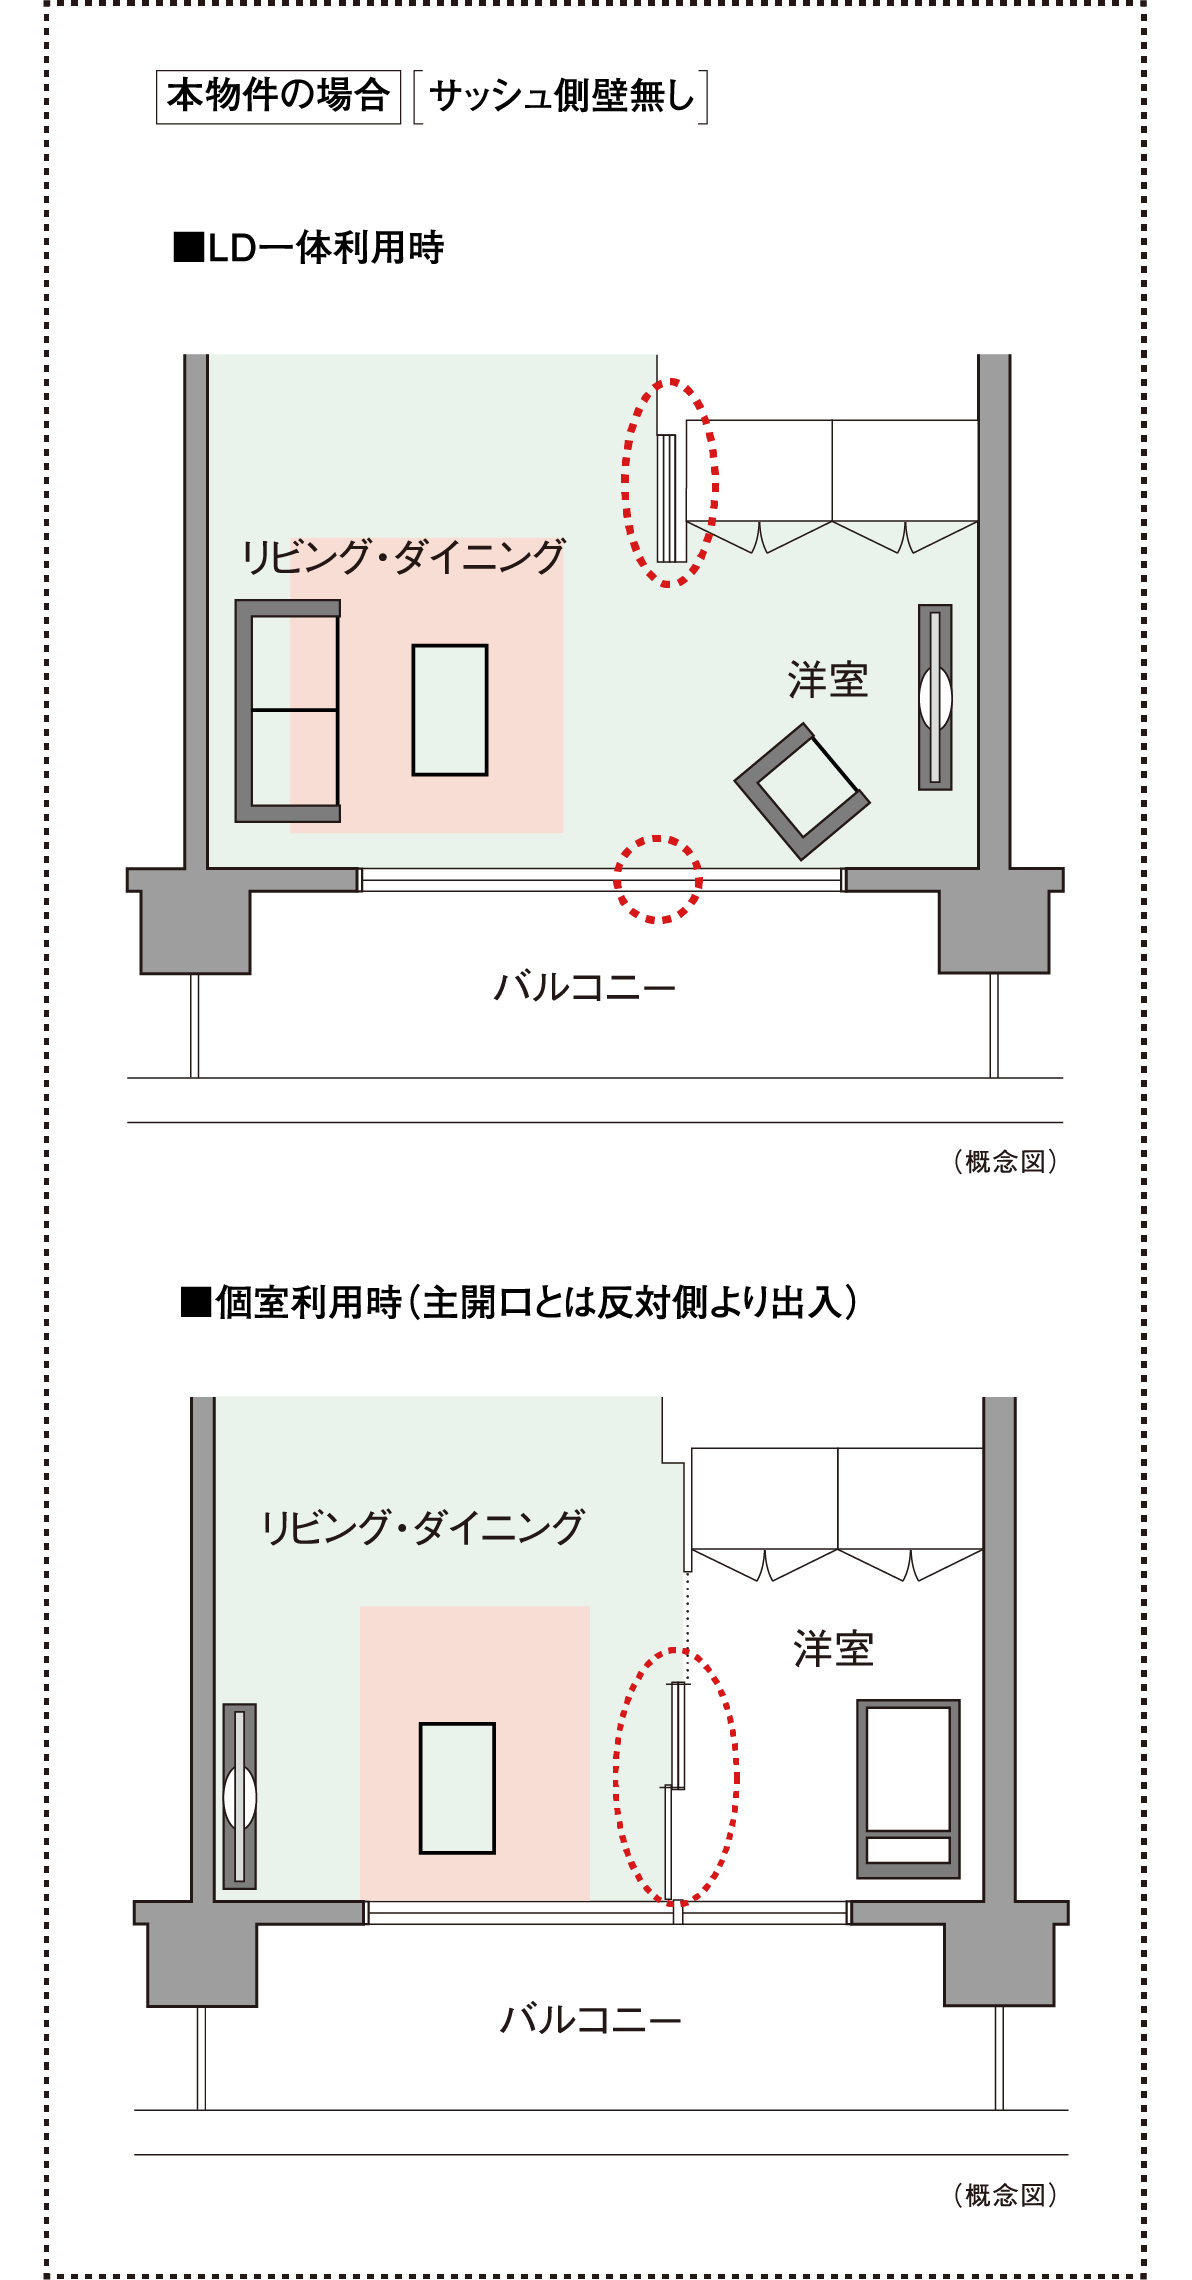 本物件の場合［サッシュ側壁無し］
■LD一体利用時
リビング・ダイニング
洋室
バルコニー
（概念図）
■個室利用時（主開口とは反対側より出入）
リビング・ダイニング
洋室
バルコニー
（概念図）